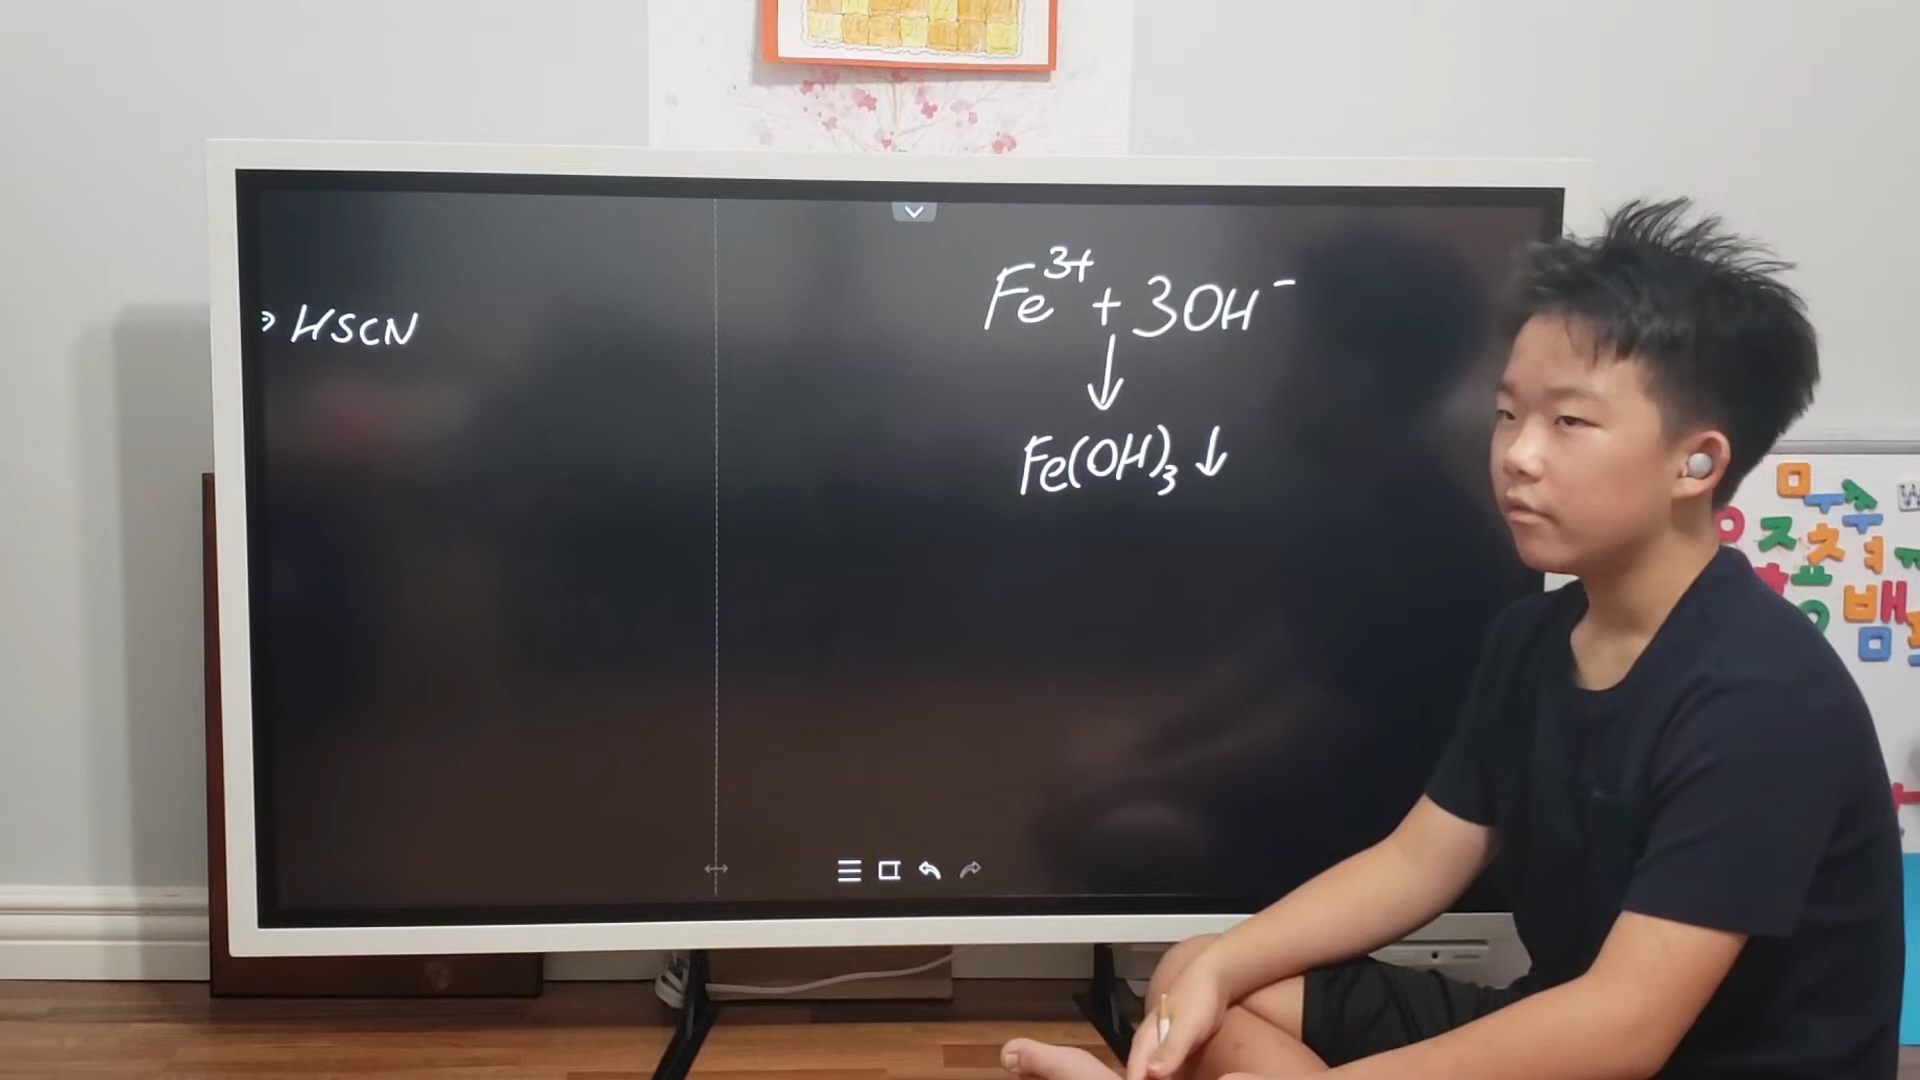 HSCN
Fe³⁺ + 3OH⁻
↓
Fe(OH)₃ ↓